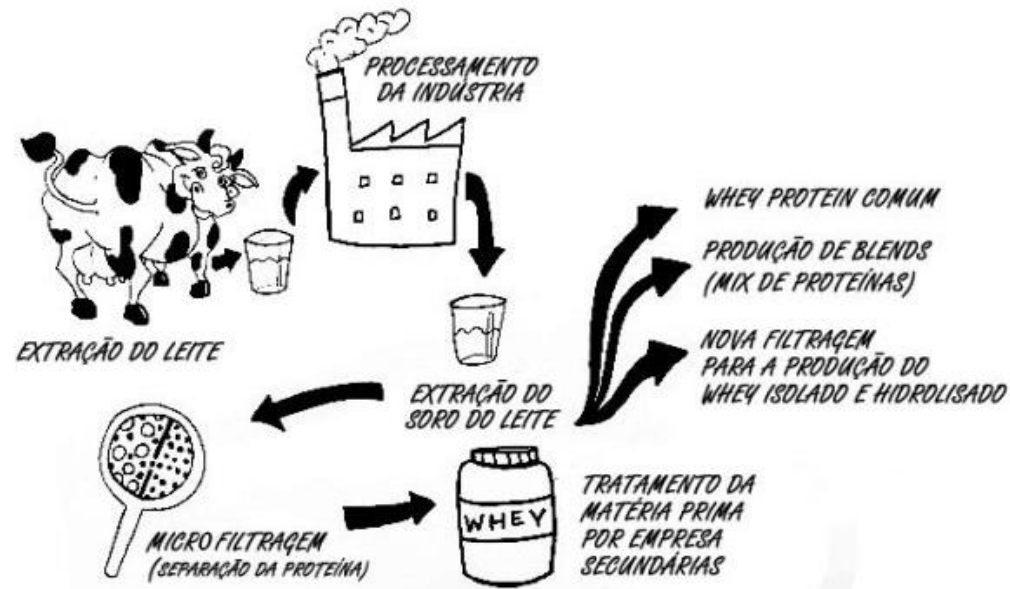 PROCESSAMENTO
DA INDÚSTRIA
EXTRAÇÃO DO LEITE
EXTRAÇÃO DO
SORO DO LEITE
MICRO FILTRAGEM
(SEPARAÇÃO DA PROTEÍNA)
WHEY
TRATAMENTO DA
MATÉRIA PRIMA
POR EMPRESA
SECUNDÁRIAS
WHEY PROTEIN COMUM
PRODUÇÃO DE BLENDS
(MIX DE PROTEÍNAS)
NOVA FILTRAGEM
PARA A PRODUÇÃO DO
WHEY ISOLADO E HIDROLISADO